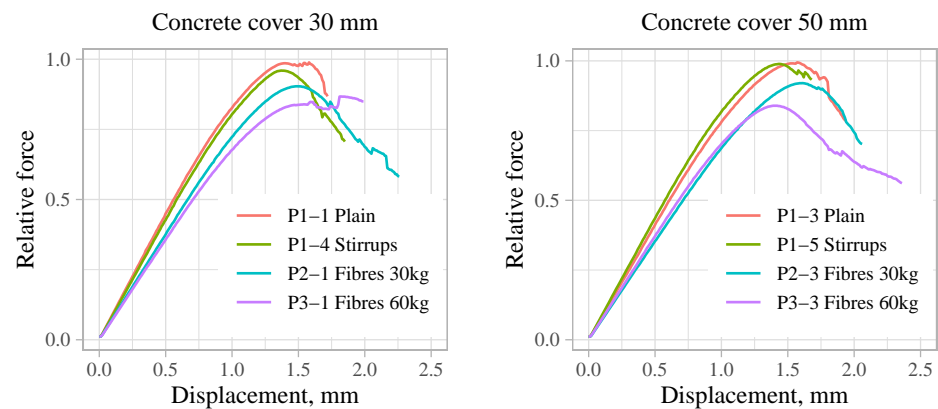 Concrete cover 30 mm
Relative force
1.0
0.5
0.0
P1–1 Plain
P1–4 Stirrups
P2–1 Fibres 30kg
P3–1 Fibres 60kg
0.0 0.5 1.0 1.5 2.0 2.5
Displacement, mm
Concrete cover 50 mm
Relative force
1.0
0.5
0.0
P1–3 Plain
P1–5 Stirrups
P2–3 Fibres 30kg
P3–3 Fibres 60kg
0.0 0.5 1.0 1.5 2.0 2.5
Displacement, mm